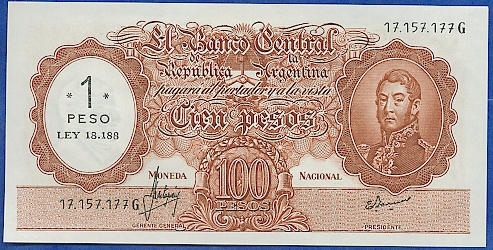 17.157.177 G
El Banco Central
de la
República Argentina
pagará al portador y a la vista
Cien pesos
* 1 *
PESO
LEY 18.188
MONEDA NACIONAL
100
PESOS
17.157.177 G
GERENTE GENERAL
PRESIDENTE